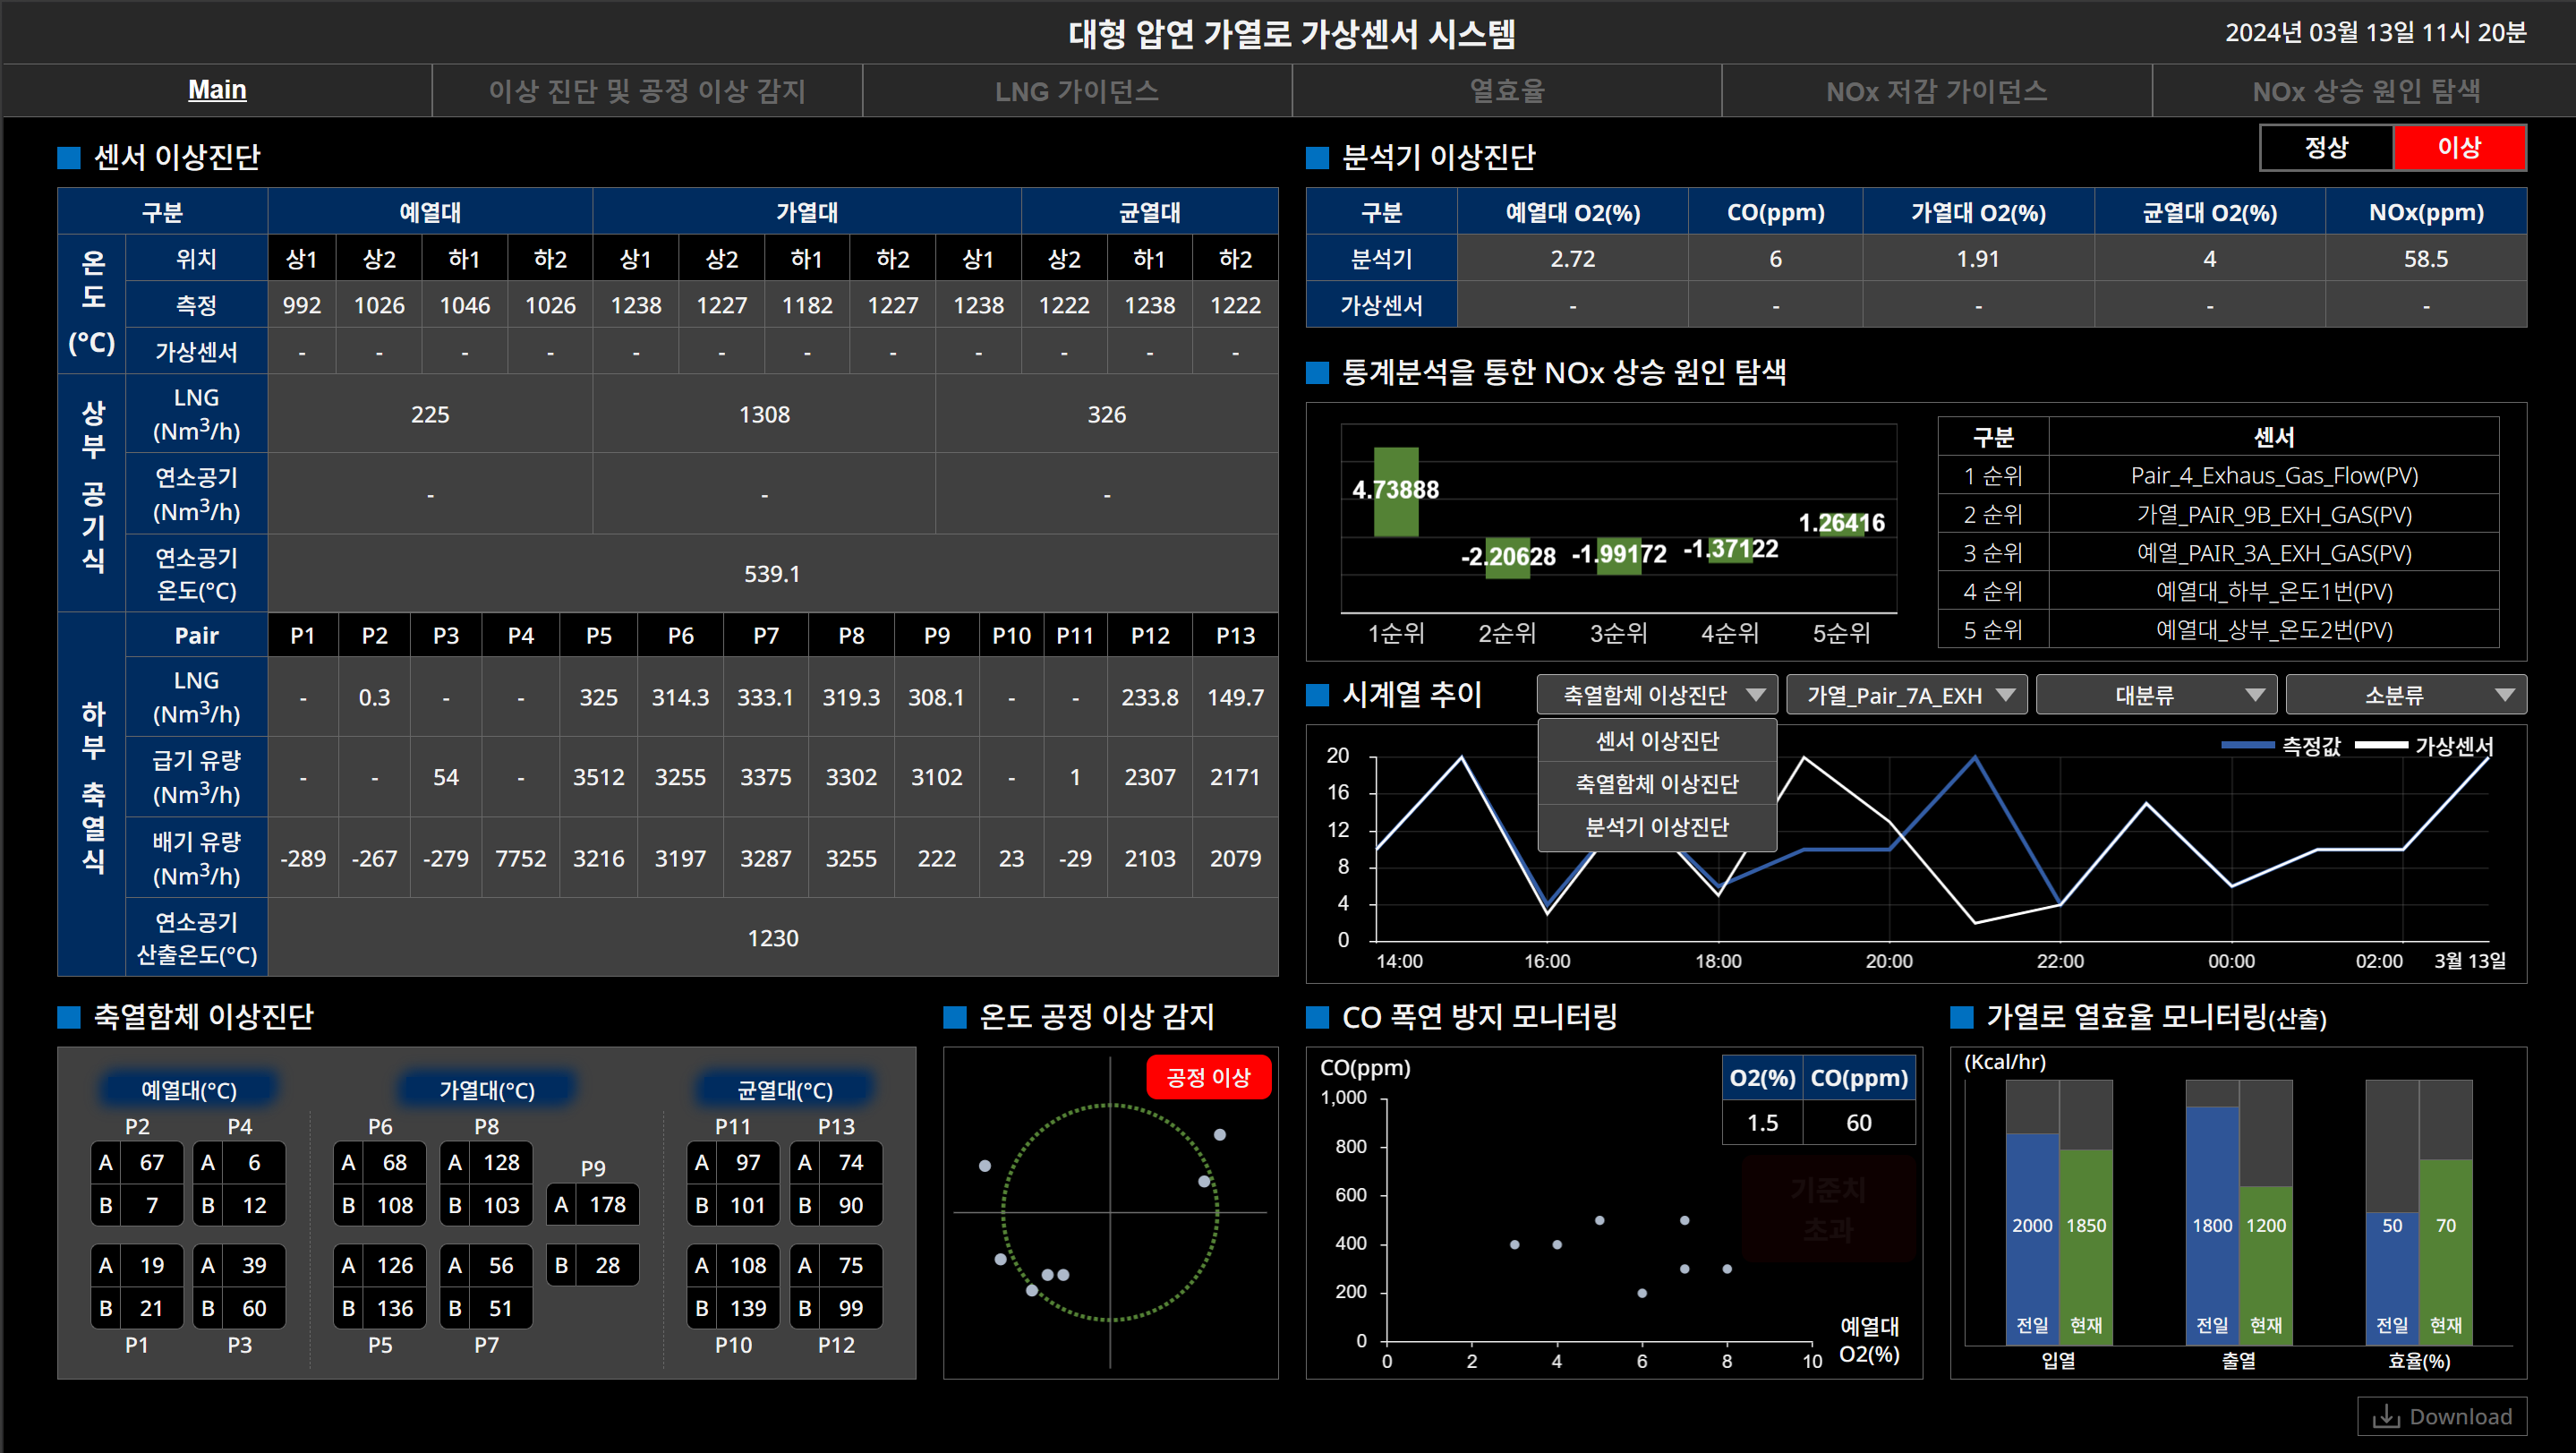 대형 압연 가열로 가상센서 시스템
2024년 03월 13일 11시 20분
Main 이상 진단 및 공정 이상 감지 LNG 가이던스 열효율 NOx 저감 가이던스 NOx 상승 원인 탐색
정상 이상
센서 이상진단
구분 예열대 가열대 균열대
온도 (°C)
위치 상1 상2 하1 하2 상1 상2 하1 하2 상1 상2 하1 하2
측정 992 1026 1046 1026 1238 1227 1182 1227 1238 1222 1238 1222
가상센서 - - - - - - - - - - - -
상부 공기식
LNG (Nm³/h) 225 1308 326
연소공기 (Nm³/h) - - -
연소공기 온도(°C) 539.1
하부 축열식
Pair P1 P2 P3 P4 P5 P6 P7 P8 P9 P10 P11 P12 P13
LNG (Nm³/h) - 0.3 - - 325 314.3 333.1 319.3 308.1 - - 233.8 149.7
급기 유량 (Nm³/h) - - 54 - 3512 3255 3375 3302 3102 - 1 2307 2171
배기 유량 (Nm³/h) -289 -267 -279 7752 3216 3197 3287 3255 222 23 -29 2103 2079
연소공기 산출온도(°C) 1230
분석기 이상진단
구분 예열대 O2(%) CO(ppm) 가열대 O2(%) 균열대 O2(%) NOx(ppm)
분석기 2.72 6 1.91 4 58.5
가상센서 - - - - -
통계분석을 통한 NOx 상승 원인 탐색
4.73888 -2.20628 -1.99172 -1.37122 1.26416
1순위 2순위 3순위 4순위 5순위
구분 센서
1 순위 Pair_4_Exhaus_Gas_Flow(PV)
2 순위 가열_PAIR_9B_EXH_GAS(PV)
3 순위 예열_PAIR_3A_EXH_GAS(PV)
4 순위 예열대_하부_온도1번(PV)
5 순위 예열대_상부_온도2번(PV)
시계열 추이
축열함체 이상진단 가열_Pair_7A_EXH 대분류 소분류
센서 이상진단
축열함체 이상진단
분석기 이상진단
측정값 가상센서
20
16
12
8
4
0
14:00 16:00 18:00 20:00 22:00 00:00 02:00 3월 13일
축열함체 이상진단
예열대(°C) 가열대(°C) 균열대(°C)
P2 P4 P6 P8 P11 P13
P9
A 67 A 6 A 68 A 128 A 97 A 74
B 7 B 12 B 108 B 103 A 178 B 101 B 90
A 19 A 39 A 126 A 56 B 28 A 108 A 75
B 21 B 60 B 136 B 51 B 139 B 99
P1 P3 P5 P7 P10 P12
온도 공정 이상 감지
공정 이상
CO 폭연 방지 모니터링
CO(ppm)
1,000
800
600
400
200
0
0 2 4 6 8 10
예열대
O2(%)
O2(%) CO(ppm)
1.5 60
기준치
초과
가열로 열효율 모니터링(산출)
(Kcal/hr)
2000 1850 1800 1200 50 70
전일 현재 전일 현재 전일 현재
입열 출열 효율(%)
Download